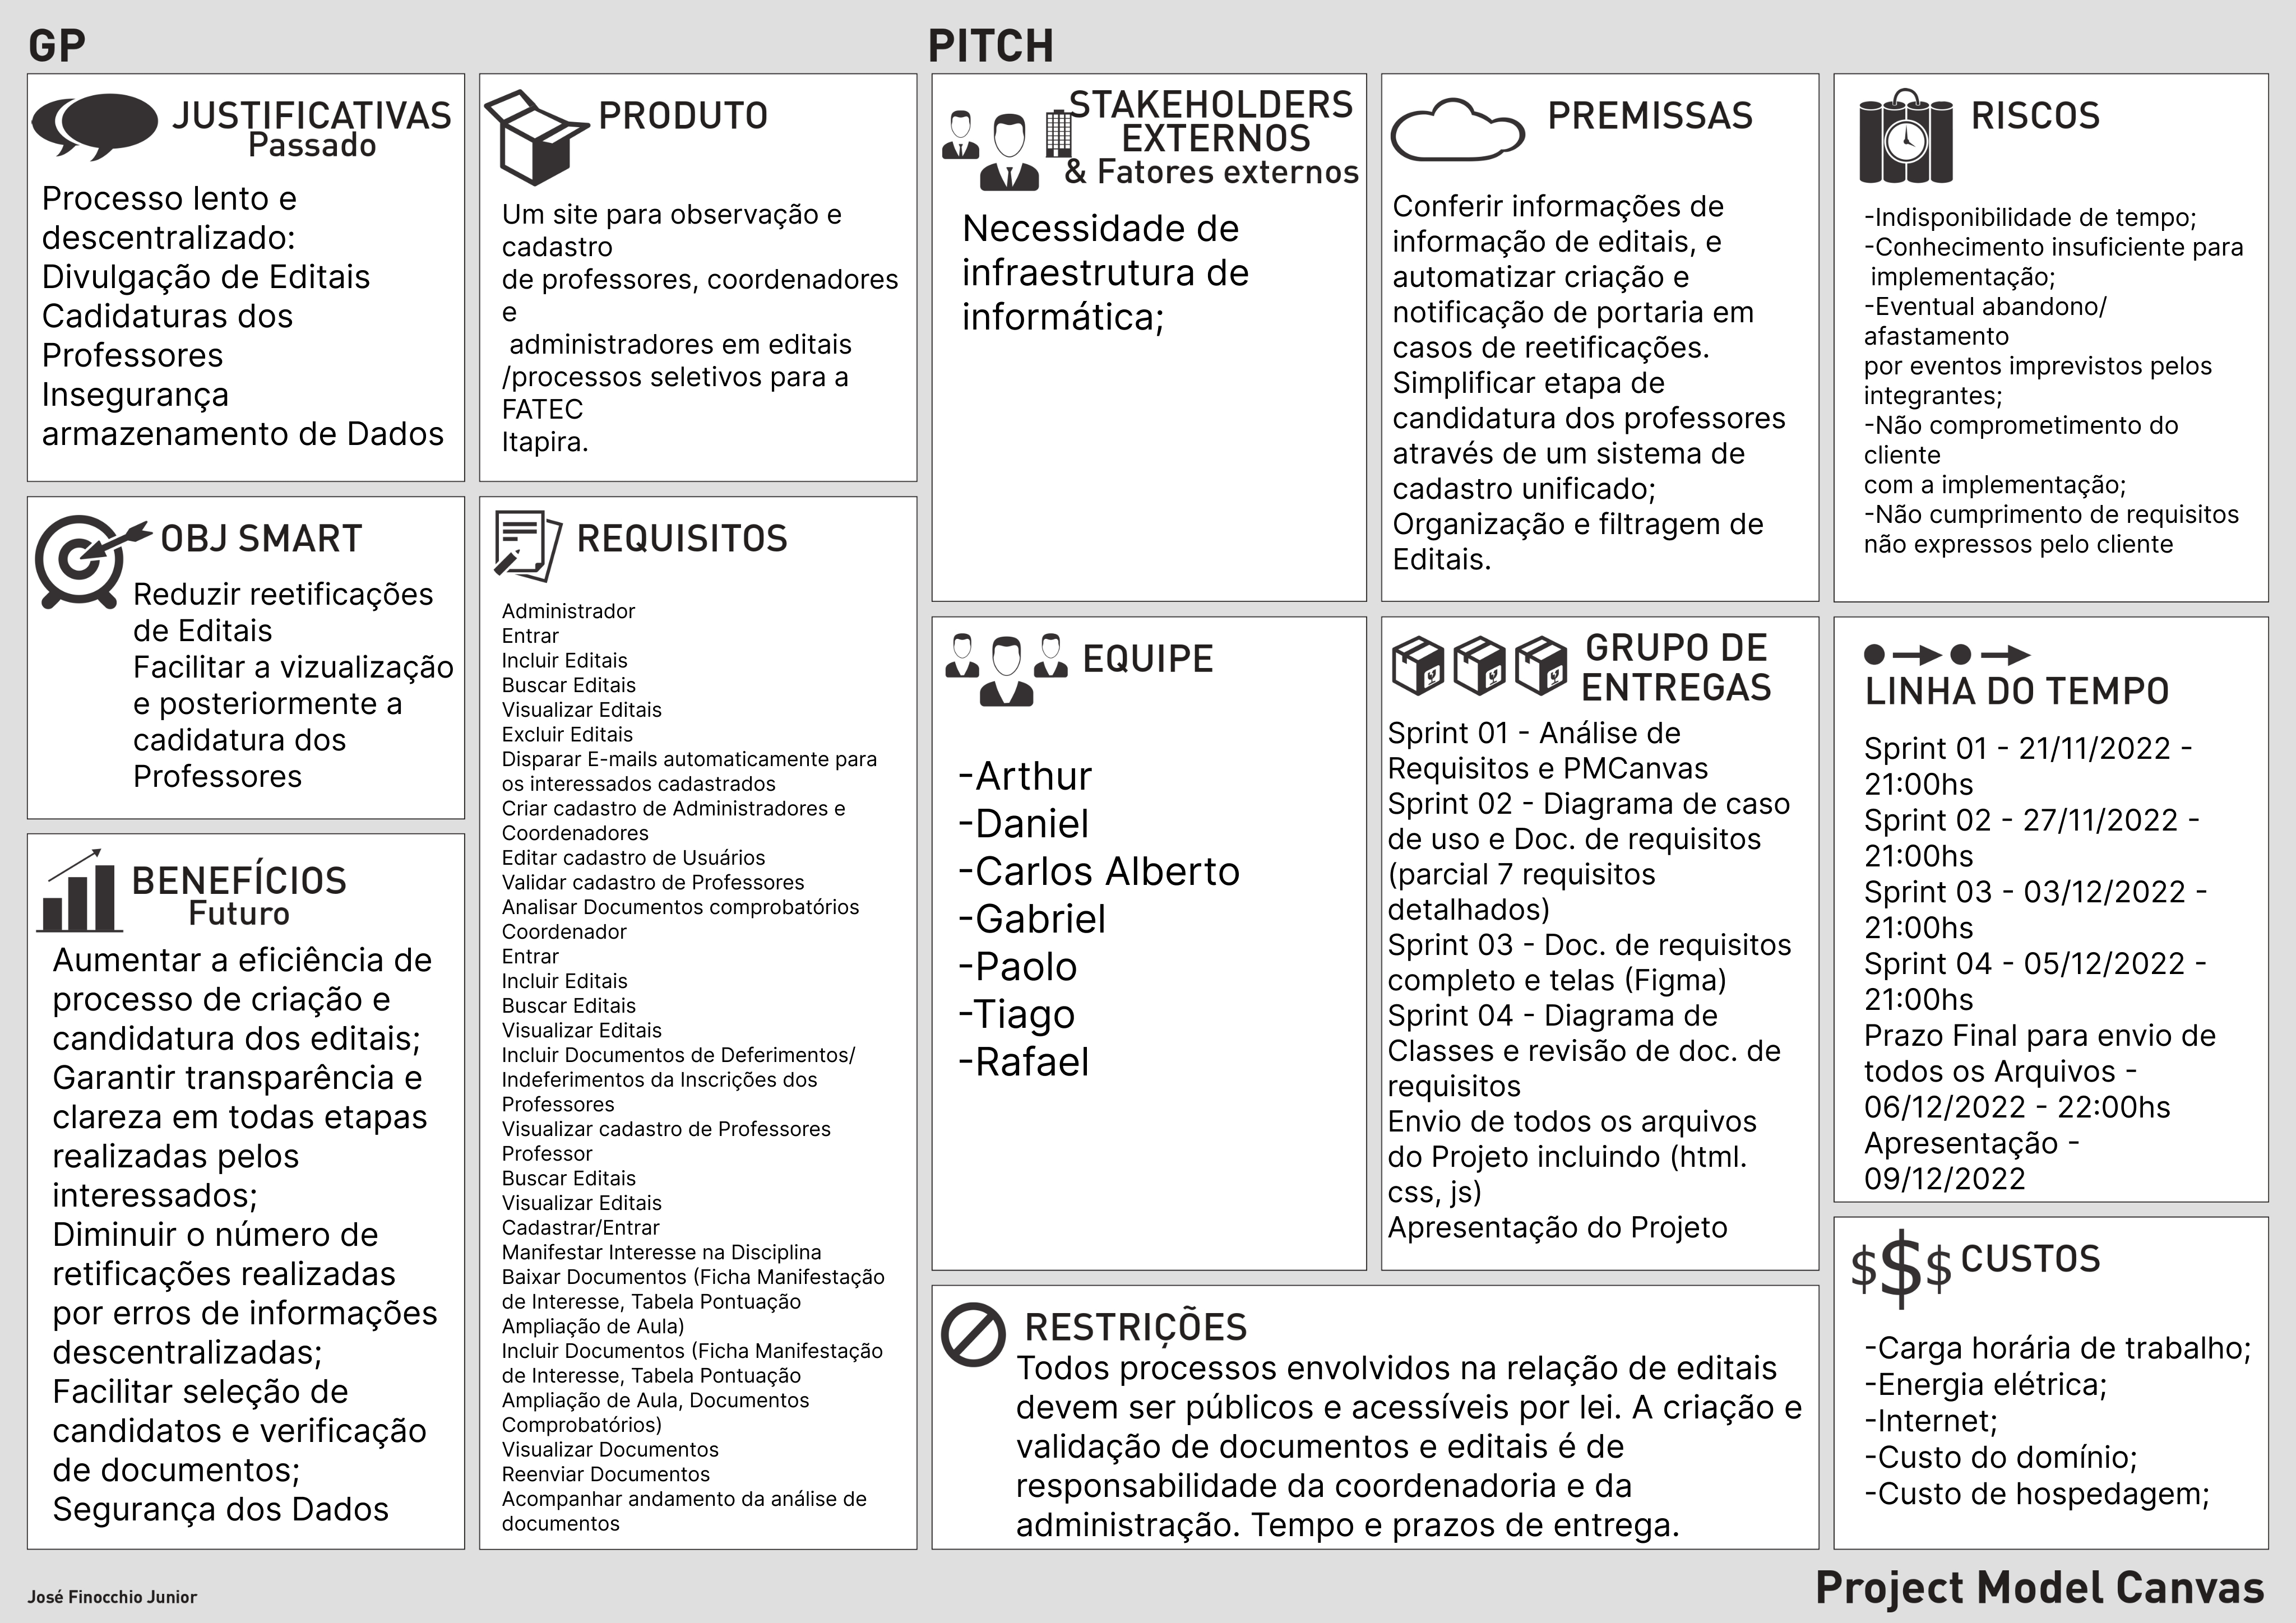 GP
PITCH
JUSTIFICATIVAS
Passado
Processo lento e
descentralizado:
Divulgação de Editais
Cadidaturas dos
Professores
Insegurança
armazenamento de Dados
PRODUTO
Um site para observação e
cadastro
de professores, coordenadores
e
administradores em editais
/processos seletivos para a
FATEC
Itapira.
STAKEHOLDERS
EXTERNOS
& Fatores externos
Necessidade de
infraestrutura de
informática;
PREMISSAS
Conferir informações de
informação de editais, e
automatizar criação e
notificação de portaria em
casos de reetificações.
Simplificar etapa de
candidatura dos professores
através de um sistema de
cadastro unificado;
Organização e filtragem de
Editais.
RISCOS
-Indisponibilidade de tempo;
-Conhecimento insuficiente para
implementação;
-Eventual abandono/
afastamento
por eventos imprevistos pelos
integrantes;
-Não comprometimento do
cliente
com a implementação;
-Não cumprimento de requisitos
não expressos pelo cliente
OBJ SMART
Reduzir reetificações
de Editais
Facilitar a vizualização
e posteriormente a
cadidatura dos
Professores
REQUISITOS
Administrador
Entrar
Incluir Editais
Buscar Editais
Visualizar Editais
Excluir Editais
Disparar E-mails automaticamente para
os interessados cadastrados
Criar cadastro de Administradores e
Coordenadores
Editar cadastro de Usuários
Validar cadastro de Professores
Analisar Documentos comprobatórios
Coordenador
Entrar
Incluir Editais
Buscar Editais
Visualizar Editais
Incluir Documentos de Deferimentos/
Indeferimentos da Inscrições dos
Professores
Visualizar cadastro de Professores
Professor
Buscar Editais
Visualizar Editais
Cadastrar/Entrar
Manifestar Interesse na Disciplina
Baixar Documentos (Ficha Manifestação
de Interesse, Tabela Pontuação
Ampliação de Aula)
Incluir Documentos (Ficha Manifestação
de Interesse, Tabela Pontuação
Ampliação de Aula, Documentos
Comprobatórios)
Visualizar Documentos
Reenviar Documentos
Acompanhar andamento da análise de
documentos
EQUIPE
-Arthur
-Daniel
-Carlos Alberto
-Gabriel
-Paolo
-Tiago
-Rafael
GRUPO DE
ENTREGAS
Sprint 01 - Análise de
Requisitos e PMCanvas
Sprint 02 - Diagrama de caso
de uso e Doc. de requisitos
(parcial 7 requisitos
detalhados)
Sprint 03 - Doc. de requisitos
completo e telas (Figma)
Sprint 04 - Diagrama de
Classes e revisão de doc. de
requisitos
Envio de todos os arquivos
do Projeto incluindo (html.
css, js)
Apresentação do Projeto
LINHA DO TEMPO
Sprint 01 - 21/11/2022 -
21:00hs
Sprint 02 - 27/11/2022 -
21:00hs
Sprint 03 - 03/12/2022 -
21:00hs
Sprint 04 - 05/12/2022 -
21:00hs
Prazo Final para envio de
todos os Arquivos -
06/12/2022 - 22:00hs
Apresentação -
09/12/2022
BENEFÍCIOS
Futuro
Aumentar a eficiência de
processo de criação e
candidatura dos editais;
Garantir transparência e
clareza em todas etapas
realizadas pelos
interessados;
Diminuir o número de
retificações realizadas
por erros de informações
descentralizadas;
Facilitar seleção de
candidatos e verificação
de documentos;
Segurança dos Dados
RESTRIÇÕES
Todos processos envolvidos na relação de editais
devem ser públicos e acessíveis por lei. A criação e
validação de documentos e editais é de
responsabilidade da coordenadoria e da
administração. Tempo e prazos de entrega.
$$$ CUSTOS
-Carga horária de trabalho;
-Energia elétrica;
-Internet;
-Custo do domínio;
-Custo de hospedagem;
José Finocchio Junior
Project Model Canvas